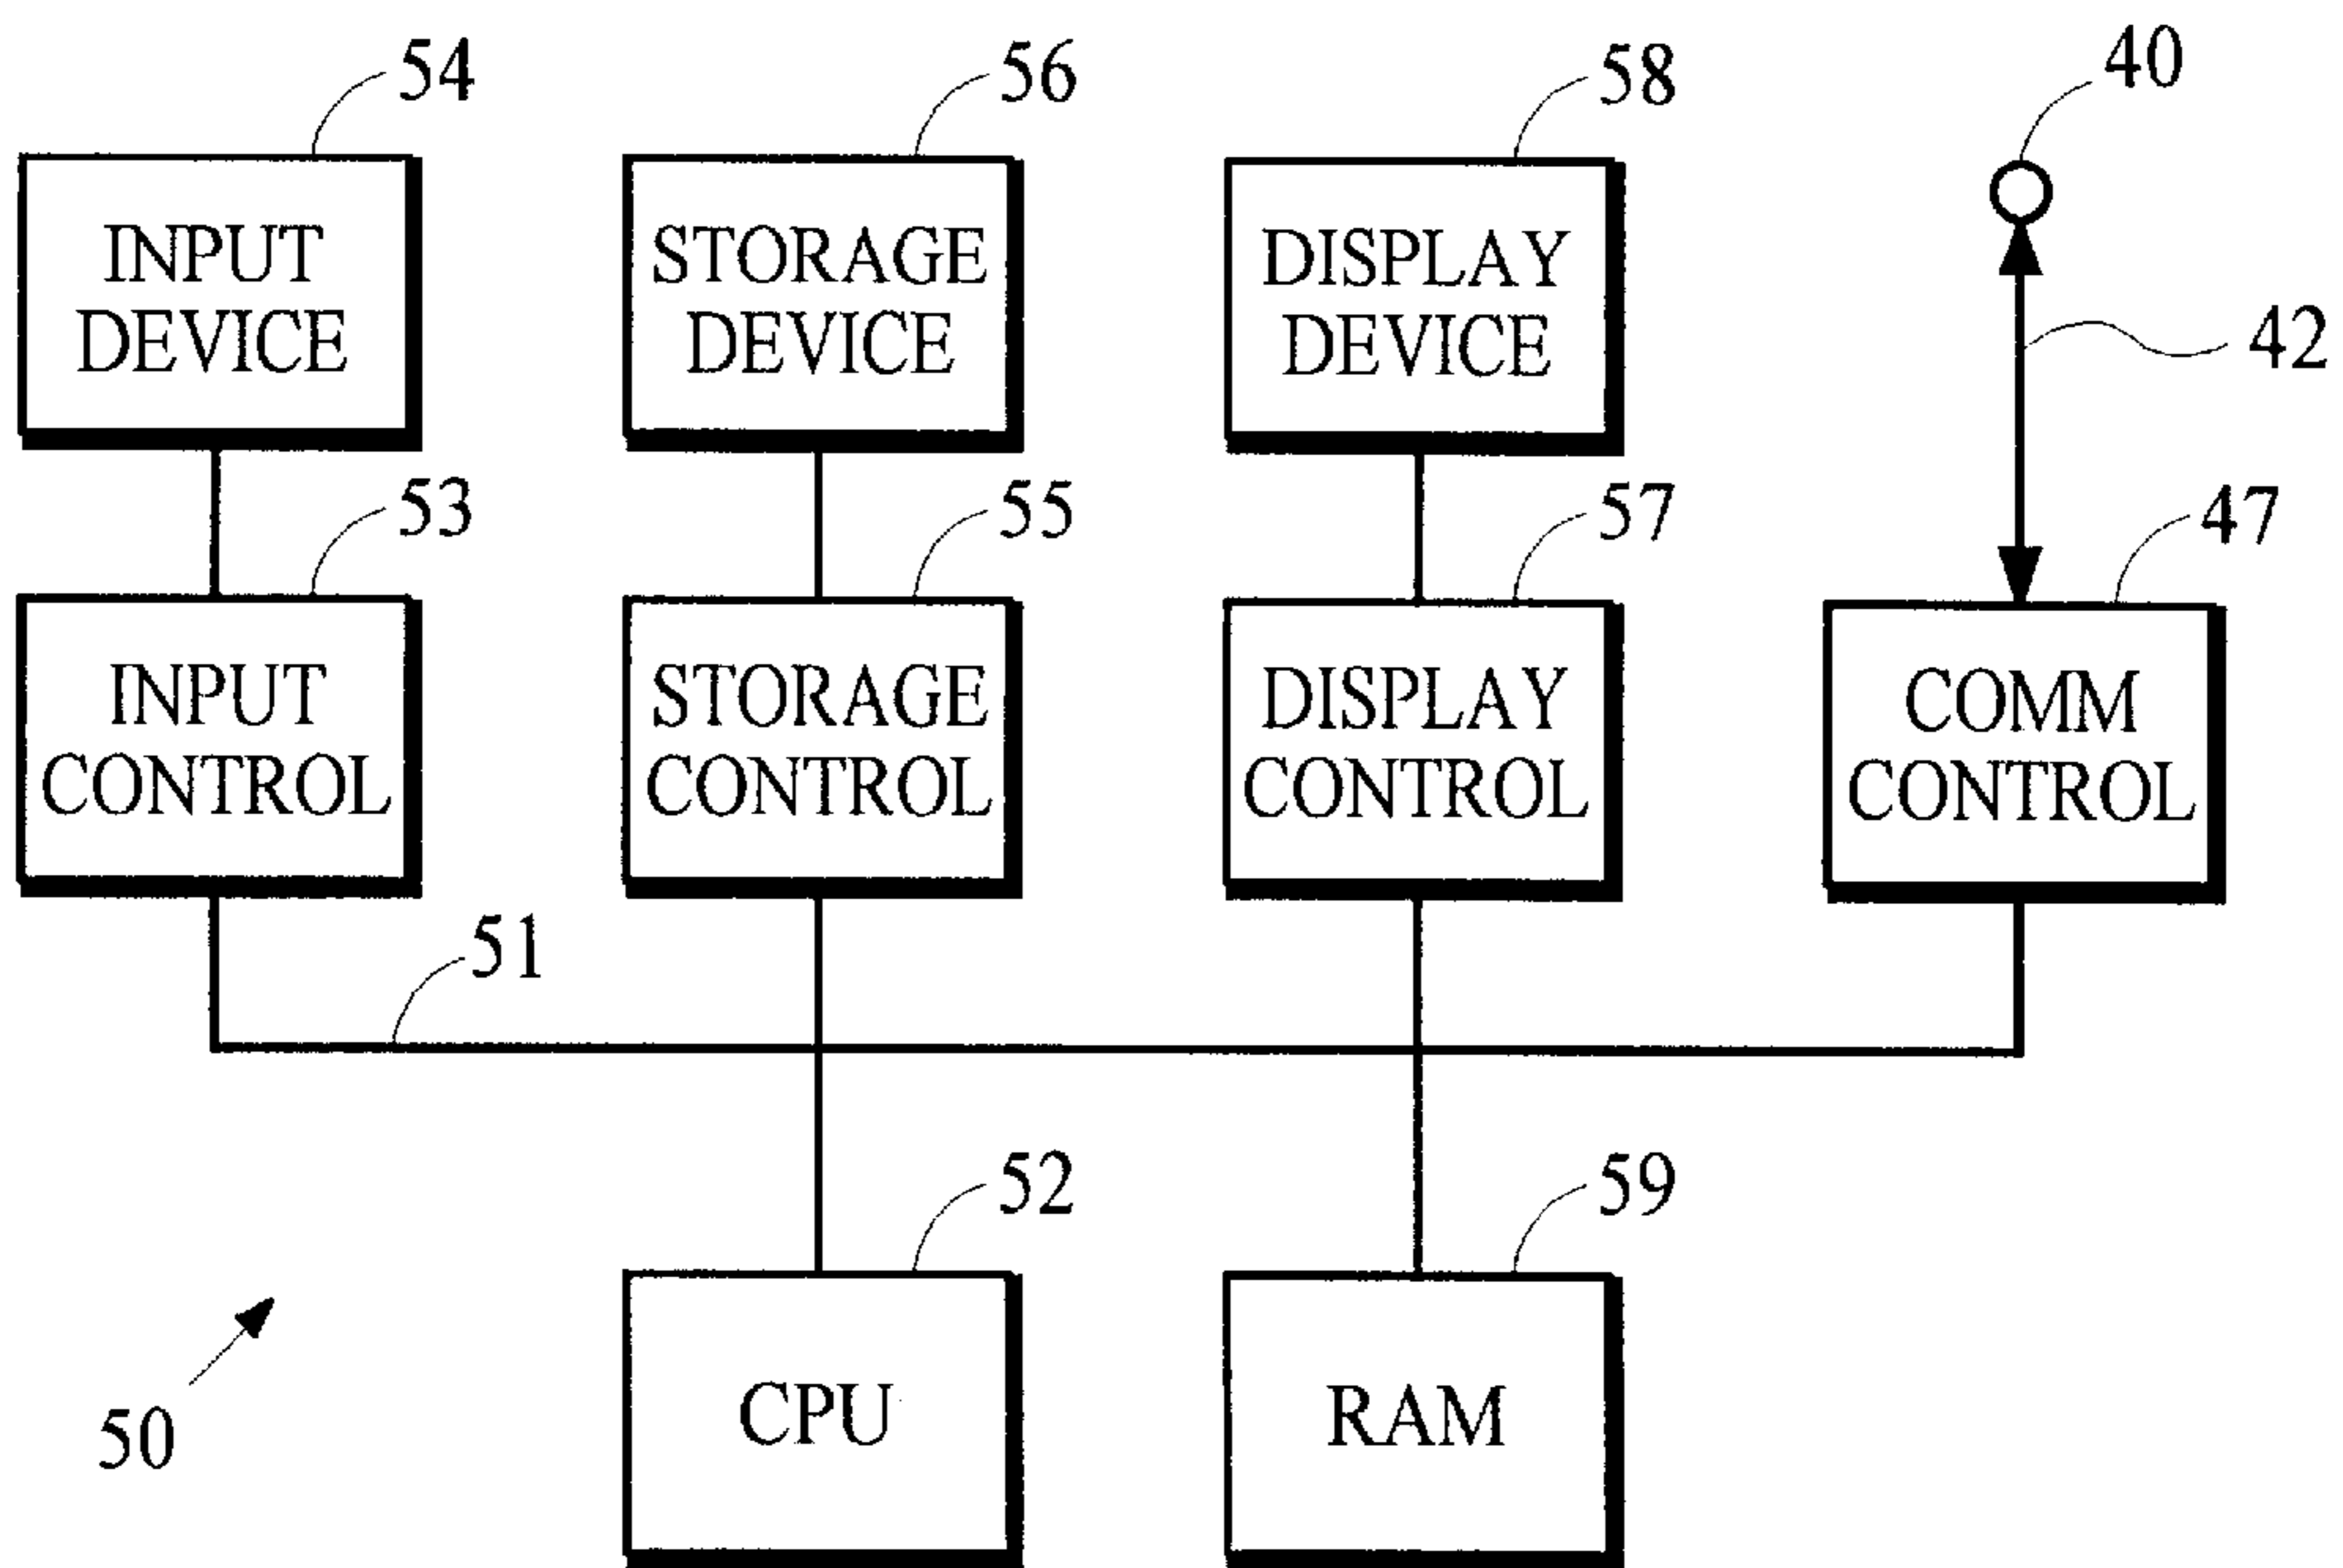 54
56
58
40
INPUT
DEVICE
STORAGE
DEVICE
DISPLAY
DEVICE
42
53
55
57
47
INPUT
CONTROL
STORAGE
CONTROL
DISPLAY
CONTROL
COMM
CONTROL
51
52
59
50
CPU
RAM